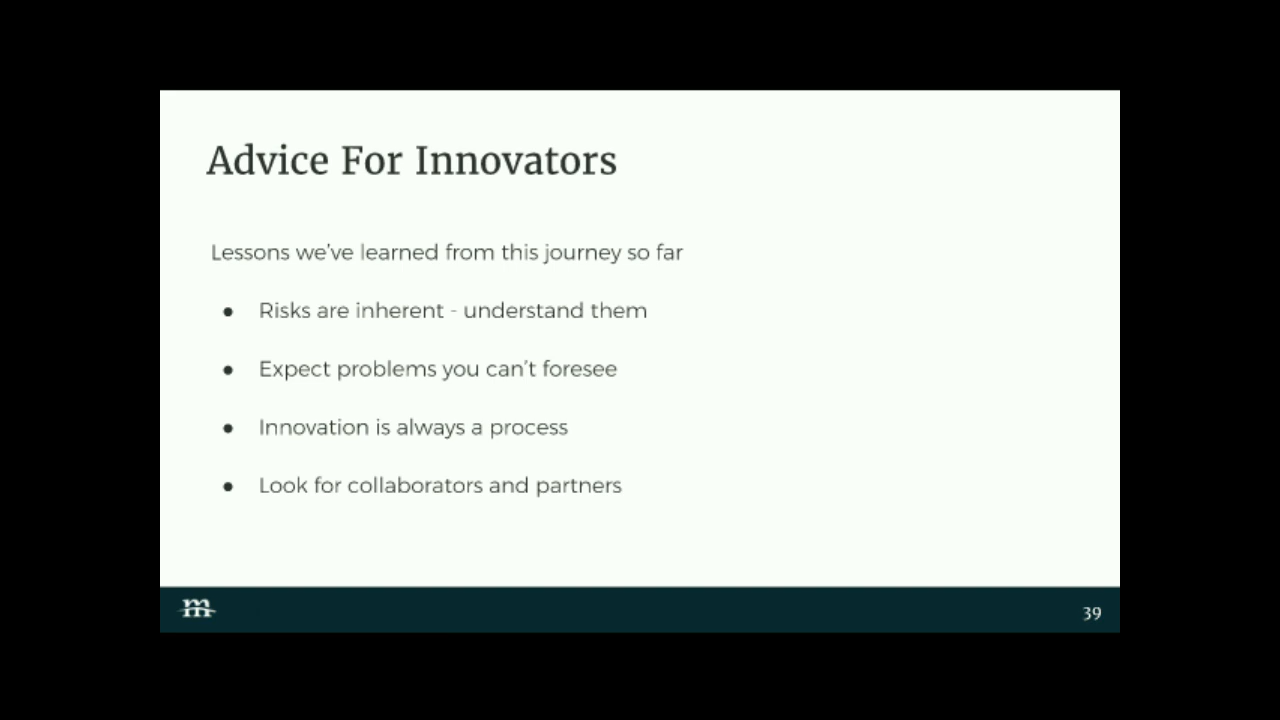 Advice For Innovators
Lessons we've learned from this journey so far
● Risks are inherent - understand them
● Expect problems you can't foresee
● Innovation is always a process
● Look for collaborators and partners
m
39